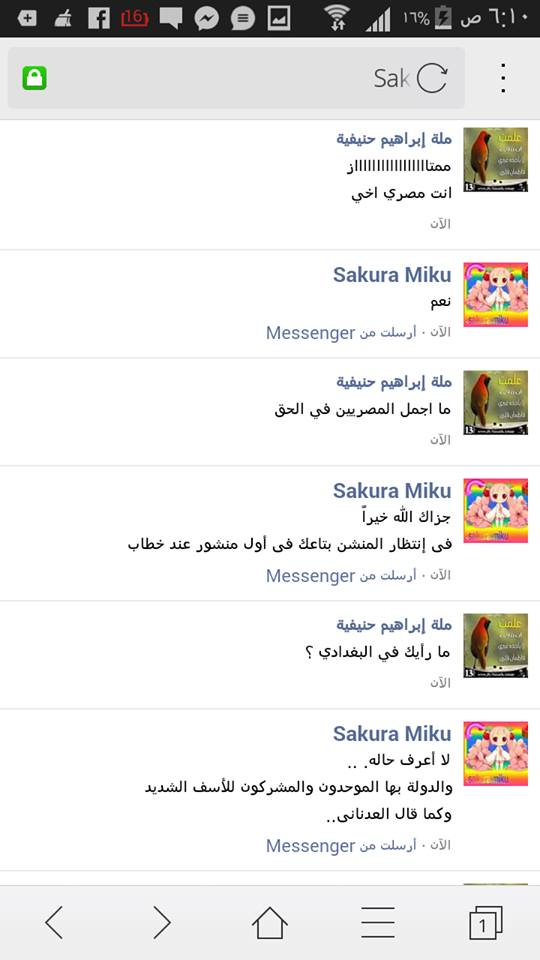 ٦:١٠ ص
١٦%
16
Sak
ملة إبراهيم حنيفية
ممتااااااااااااااااااز
انت مصري اخي
الآن
Sakura Miku
نعم
الآن · أرسلت من Messenger
ملة إبراهيم حنيفية
ما اجمل المصريين في الحق
الآن
Sakura Miku
جزاك الله خيراً
فى إنتظار المنشن بتاعك فى أول منشور عند خطاب
الآن · أرسلت من Messenger
ملة إبراهيم حنيفية
ما رأيك في البغدادي ؟
الآن
Sakura Miku
لا أعرف حاله. ..
والدولة بها الموحدون والمشركون للأسف الشديد
وكما قال العدنانى..
الآن · أرسلت من Messenger
1